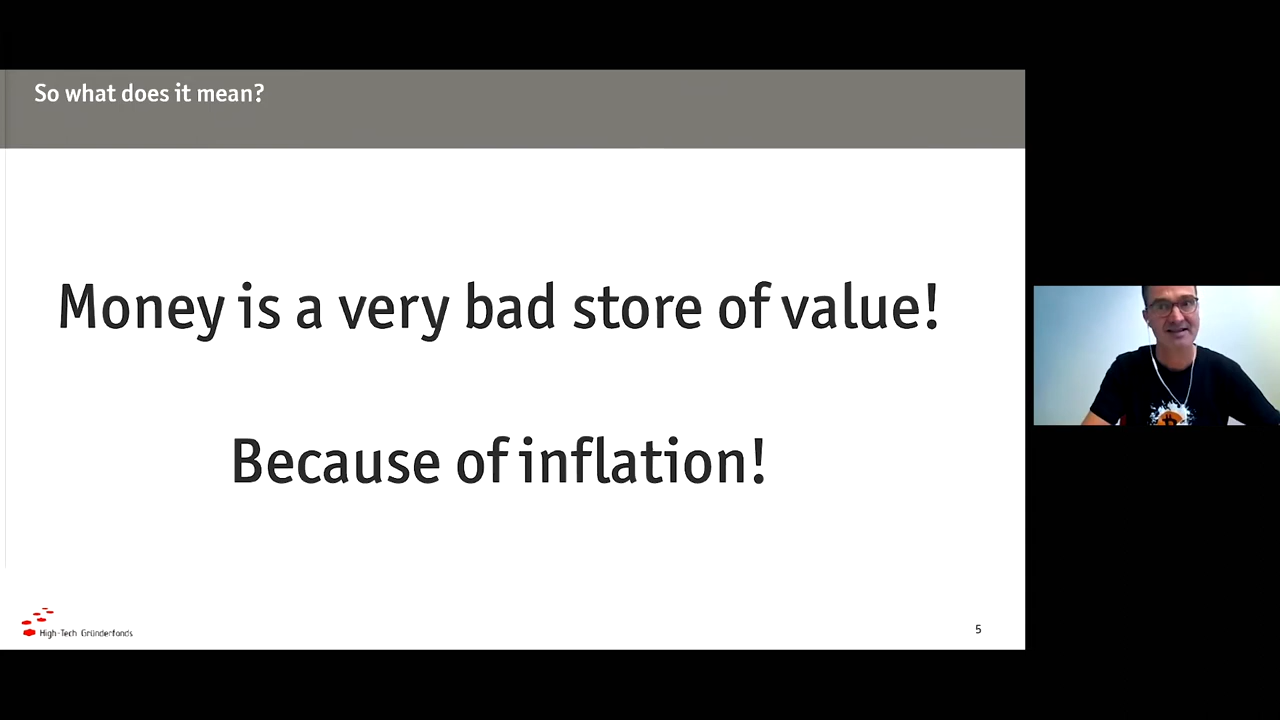 So what does it mean?
Money is a very bad store of value!
Because of inflation!
High-Tech Gründerfonds
5